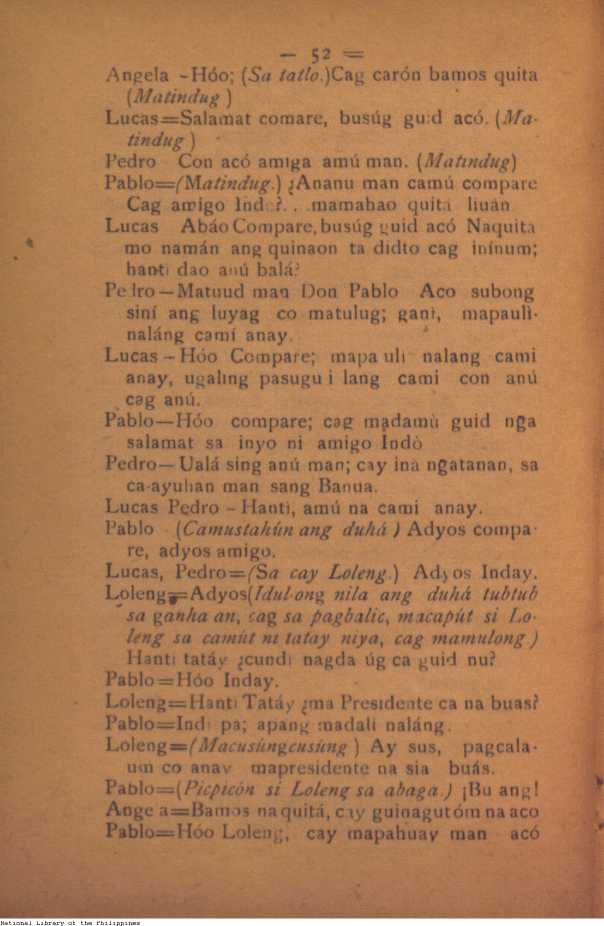 — 52 =
Angela -Hóo; (Sa tatlo.)Cag carón bamos quita
(Matindug )
Lucas=Salamat comare, busúg guid acó. (Ma-
tindug )
Pedro Con acó amiga amú man. (Matindug)
Pablo=(Matindug.) ¿Ananu man camú compare
Cag amigo Indo?. . .mamahao quita liuán
Lucas Abáo Compare, busúg guid acó Naquita
mo namán ang quinaon ta didto cag ininum;
hanti dao anú balá?
Pedro—Matuud man Don Pablo Aco subong
siní ang luyag co matulug; gani, mapauli-
naláng camí anay.
Lucas-Hóo Compare; mapa uli nalang cami
anay, ugaling pasugu i lang cami con anú
cag anú.
Pablo—Hóo compare; cag madamù guid nga
salamat sa inyo ni amigo Indò
Pedro—Ualá sing anú man; cay ina ngatanan, sa
ca-ayuhan man sang Banua.
Lucas Pedro-Hanti, amú na cami anay.
Pablo (Camustahún ang duhá ) Adyos compa-
re, adyos amigo.
Lucas, Pedro=(Sa cay Loleng.) Adyos Inday.
Loleng=Adyos(Idul-ong nila ang duhá tubtub
sa ganha an, cag sa pagbalic, macapút si Lo-
leng sa camút ni tatay niya, cag mamulong.)
Hanti tatáy ¿cundi nagda úg ca guid nu?
Pablo=Hóo Inday.
Loleng=Hanti Tatáy ¿ma Presidente ca na buas?
Pablo=Indi pa; apang madali naláng.
Loleng=(Macusúngcusúng ) Ay sus, pagcala-
um co anay mapresidente na sia buás.
Pablo=(Picpicón si Loleng sa abaga.) ¡Bu ang!
Ange a=Bamos na quitá, cay guinagutóm na aco
Pablo=Hóo Loleng, cay mapahuay man acó
National Library of the Philippines